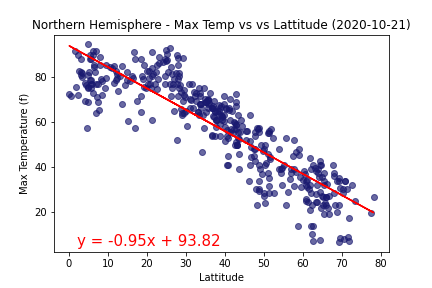 Northern Hemisphere - Max Temp vs vs Lattitude (2020-10-21)
Max Temperature (f)
80
60
40
20
y = -0.95x + 93.82
0 10 20 30 40 50 60 70 80
Lattitude